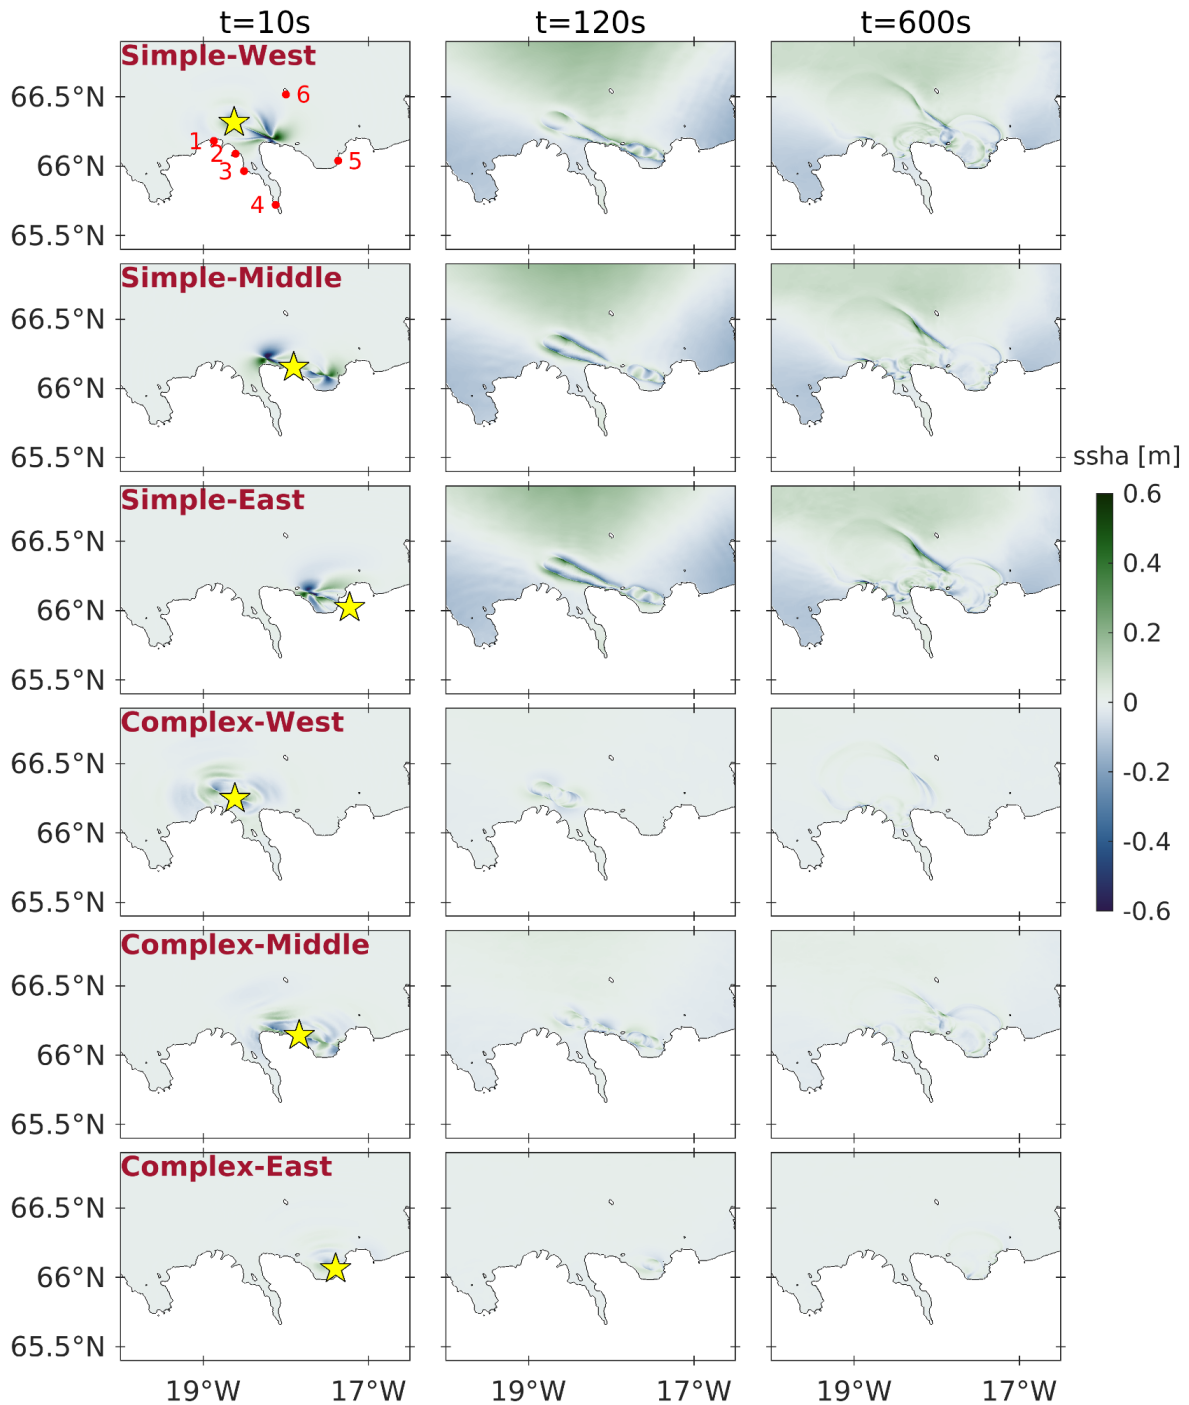 t=10s t=120s t=600s
Simple-West
66.5°N
66°N
65.5°N
1
2
3
4
5
6
Simple-Middle
66.5°N
66°N
65.5°N
Simple-East
66.5°N
66°N
65.5°N
Complex-West
66.5°N
66°N
65.5°N
Complex-Middle
66.5°N
66°N
65.5°N
Complex-East
66.5°N
66°N
65.5°N
19°W 17°W 19°W 17°W 19°W 17°W
ssha [m]
0.6
0.4
0.2
0
-0.2
-0.4
-0.6